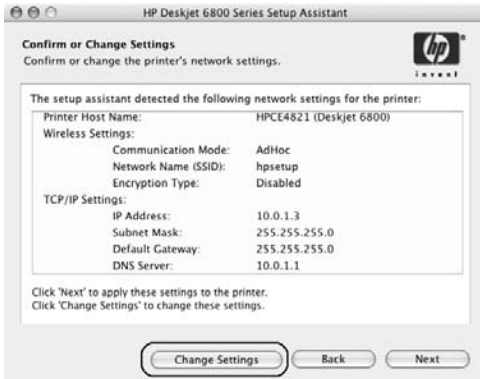 HP Deskjet 6800 Series Setup Assistant
Confirm or Change Settings
Confirm or change the printer's network settings.
hp
invent
The setup assistant detected the following network settings for the printer:
Printer Host Name: HPCE4821 (Deskjet 6800)
Wireless Settings:
Communication Mode: AdHoc
Network Name (SSID): hpsetup
Encryption Type: Disabled
TCP/IP Settings:
IP Address: 10.0.1.3
Subnet Mask: 255.255.255.0
Default Gateway: 255.255.255.0
DNS Server: 10.0.1.1
Click 'Next' to apply these settings to the printer.
Click 'Change Settings' to change these settings.
Change Settings Back Next